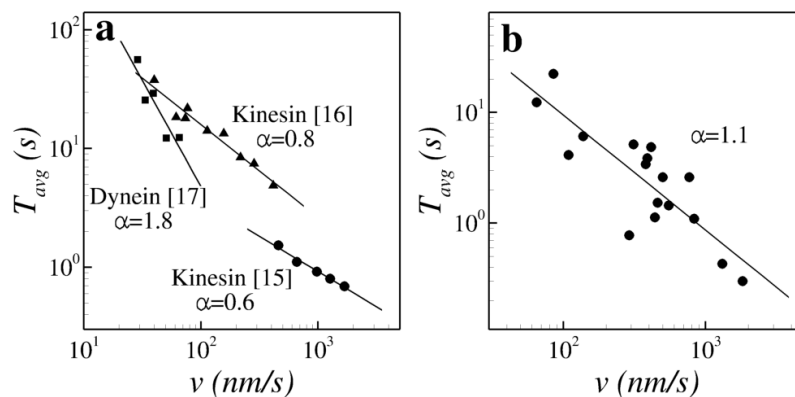 a
10²
10¹
10⁰
T_avg (s)
Kinesin [16]
α=0.8
Dynein [17]
α=1.8
Kinesin [15]
α=0.6
10¹
10²
10³
v (nm/s)
b
10¹
10⁰
T_avg (s)
α=1.1
10²
10³
v (nm/s)